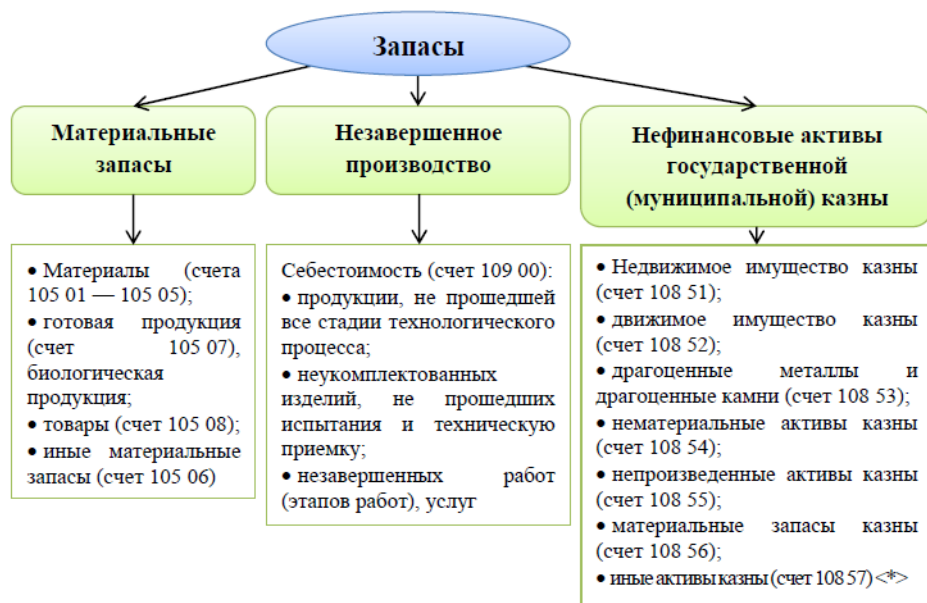 Запасы
Материальные
запасы
Незавершенное
производство
Нефинансовые активы
государственной
(муниципальной) казны
• Материалы (счета
105 01 — 105 05);
• готовая продукция
(счет 105 07),
биологическая
продукция;
• товары (счет 105 08);
• иные материальные
запасы (счет 105 06)
Себестоимость (счет 109 00):
• продукции, не прошедшей
все стадии технологического
процесса;
• неукомплектованных
изделий, не прошедших
испытания и техническую
приемку;
• незавершенных работ
(этапов работ), услуг
• Недвижимое имущество казны
(счет 108 51);
• движимое имущество казны
(счет 108 52);
• драгоценные металлы и
драгоценные камни (счет 108 53);
• нематериальные активы казны
(счет 108 54);
• непроизведенные активы казны
(счет 108 55);
• материальные запасы казны
(счет 108 56);
• иные активы казны (счет 108 57) <*>